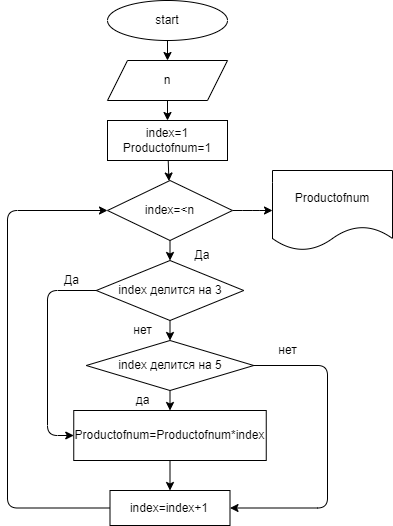 start
n
index=1
Productofnum=1
index=<n
Productofnum
Да
index делится на 3
Да
нет
index делится на 5
нет
да
Productofnum=Productofnum*index
index=index+1